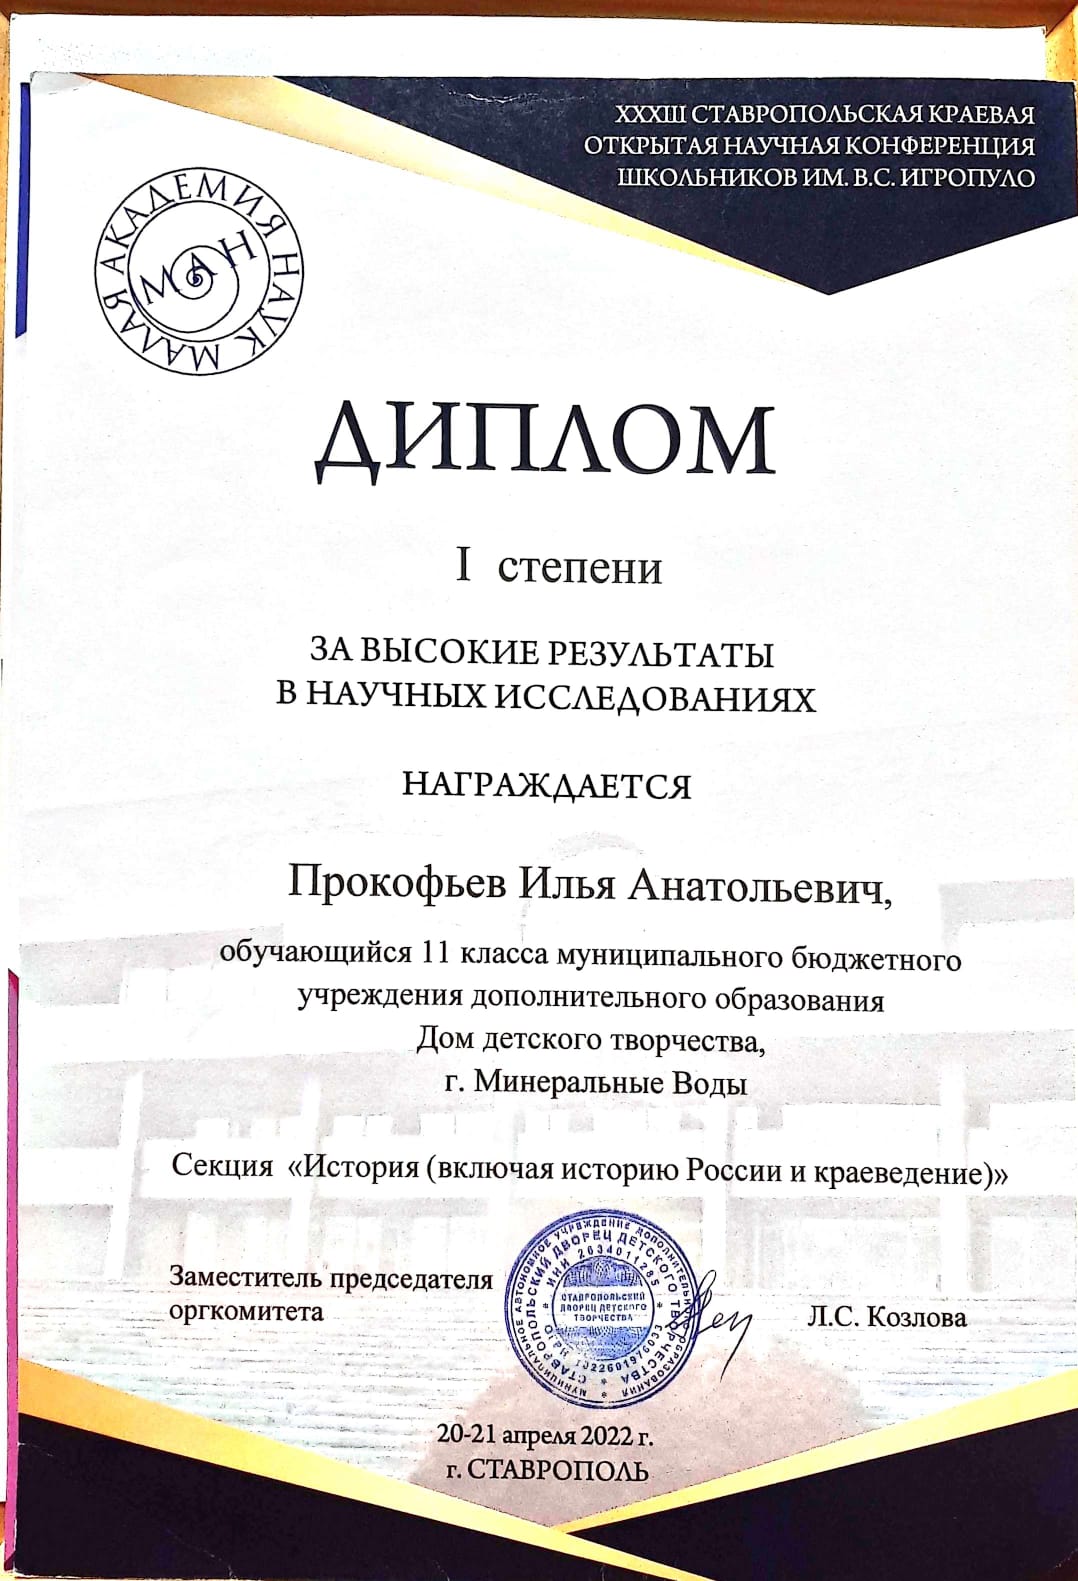 XXXIII СТАВРОПОЛЬСКАЯ КРАЕВАЯ
ОТКРЫТАЯ НАУЧНАЯ КОНФЕРЕНЦИЯ
ШКОЛЬНИКОВ ИМ. В.С. ИГРОПУЛО
МАЛАЯ АКАДЕМИЯ НАУК
МАН
ДИПЛОМ
I степени
ЗА ВЫСОКИЕ РЕЗУЛЬТАТЫ
В НАУЧНЫХ ИССЛЕДОВАНИЯХ
НАГРАЖДАЕТСЯ
Прокофьев Илья Анатольевич,
обучающийся 11 класса муниципального бюджетного
учреждения дополнительного образования
Дом детского творчества,
г. Минеральные Воды
Секция «История (включая историю России и краеведение)»
Заместитель председателя
оргкомитета
МУНИЦИПАЛЬНОЕ АВТОНОМНОЕ УЧРЕЖДЕНИЕ ДОПОЛНИТЕЛЬНОГО ОБРАЗОВАНИЯ
СТАВРОПОЛЬСКИЙ ДВОРЕЦ ДЕТСКОГО ТВОРЧЕСТВА
ИНН 2634011285
ОГРН 1022601976033
СТАВРОПОЛЬСКИЙ
ДВОРЕЦ ДЕТСКОГО
ТВОРЧЕСТВА
Л.С. Козлова
20-21 апреля 2022 г.
г. СТАВРОПОЛЬ